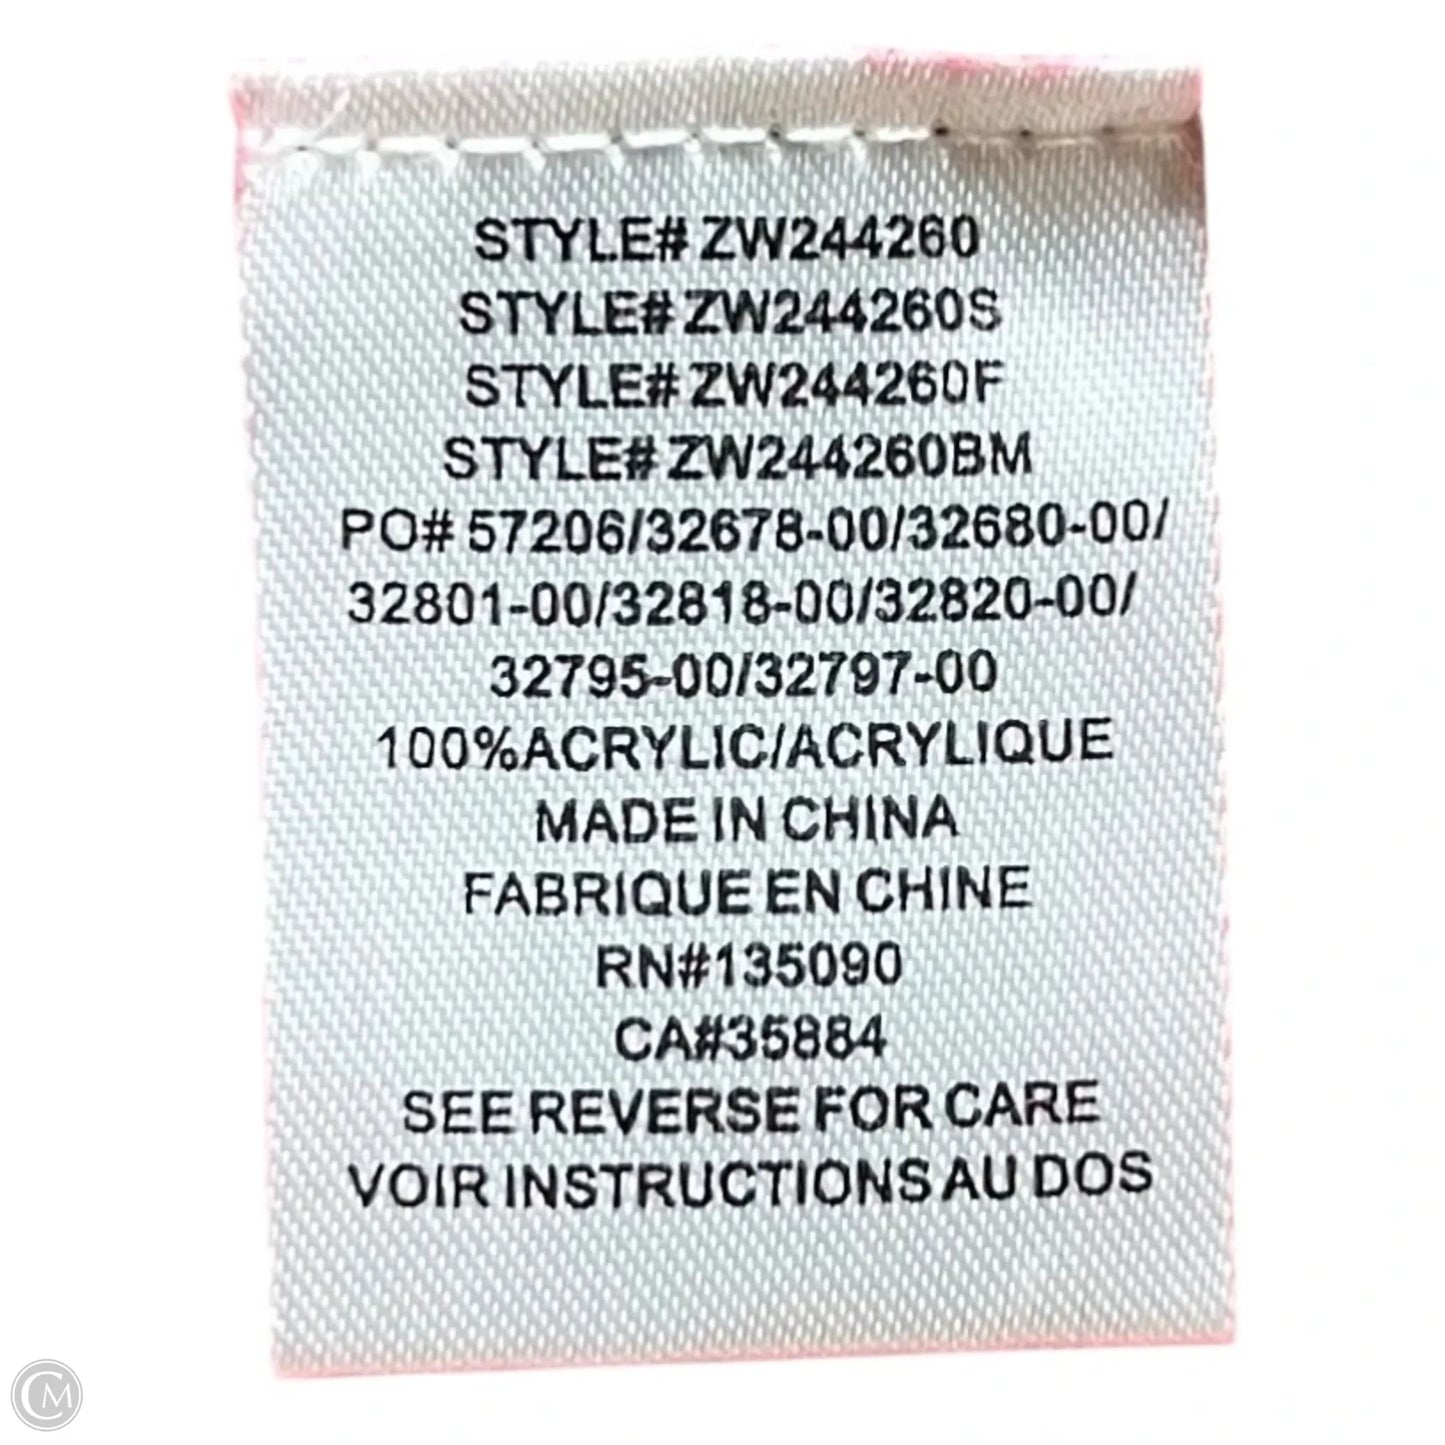 STYLE# ZW244260
STYLE# ZW244260S
STYLE# ZW244260F
STYLE# ZW244260BM
PO# 57206/32678-00/32680-00/
32801-00/32818-00/32820-00/
32795-00/32797-00
100%ACRYLIC/ACRYLIQUE
MADE IN CHINA
FABRIQUE EN CHINE
RN#135090
CA#35884
SEE REVERSE FOR CARE
VOIR INSTRUCTIONS AU DOS
CM